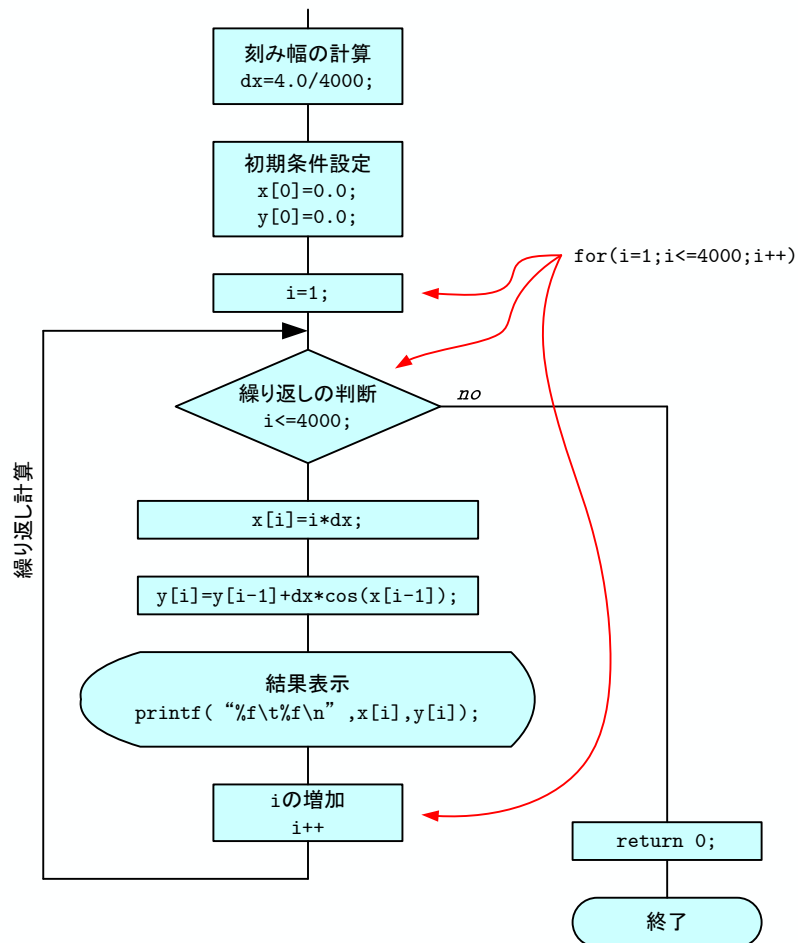 刻み幅の計算
dx=4.0/4000;
初期条件設定
x[0]=0.0;
y[0]=0.0;
for(i=1;i<=4000;i++)
i=1;
繰り返しの判断
i<=4000;
no
繰り返し計算
x[i]=i*dx;
y[i]=y[i-1]+dx*cos(x[i-1]);
結果表示
printf( “%f\t%f\n” ,x[i],y[i]);
iの増加
i++
return 0;
終了